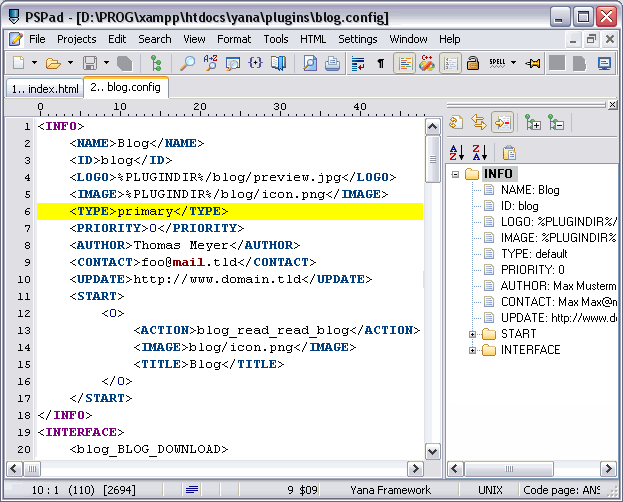 PSPad - [D:\PROG\xampp\htdocs\yana\plugins\blog.config]
File Projects Edit Search View Format Tools HTML Settings Window Help
1.. index.html 2.. blog.config
0 10 20 30 40
1 <INFO>
2 <NAME>Blog</NAME>
3 <ID>blog</ID>
4 <LOGO>%PLUGINDIR%/blog/preview.jpg</LOGO>
5 <IMAGE>%PLUGINDIR%/blog/icon.png</IMAGE>
6 <TYPE>primary</TYPE>
7 <PRIORITY>0</PRIORITY>
8 <AUTHOR>Thomas Meyer</AUTHOR>
9 <CONTACT>foo@mail.tld</CONTACT>
10 <UPDATE>http://www.domain.tld</UPDATE>
11 <START>
12 <0>
13 <ACTION>blog_read_read_blog</ACTION>
14 <IMAGE>blog/icon.png</IMAGE>
15 <TITLE>Blog</TITLE>
16 </0>
17 </START>
18 </INFO>
19 <INTERFACE>
20 <blog_BLOG_DOWNLOAD>
INFO
NAME: Blog
ID: blog
LOGO: %PLUGINDIR%/
IMAGE: %PLUGINDIR%
TYPE: default
PRIORITY: 0
AUTHOR: Max Musterm
CONTACT: Max Max@m
UPDATE: http://www.do
START
INTERFACE
10 : 1 (110) [2694] 9 $09 Yana Framework UNIX Code page: ANS